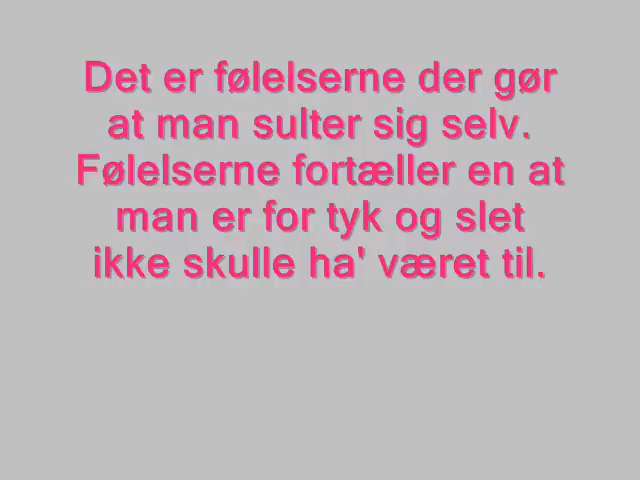 Det er følelserne der gør
at man sulter sig selv.
Følelserne fortæller en at
man er for tyk og slet
ikke skulle ha' været til.